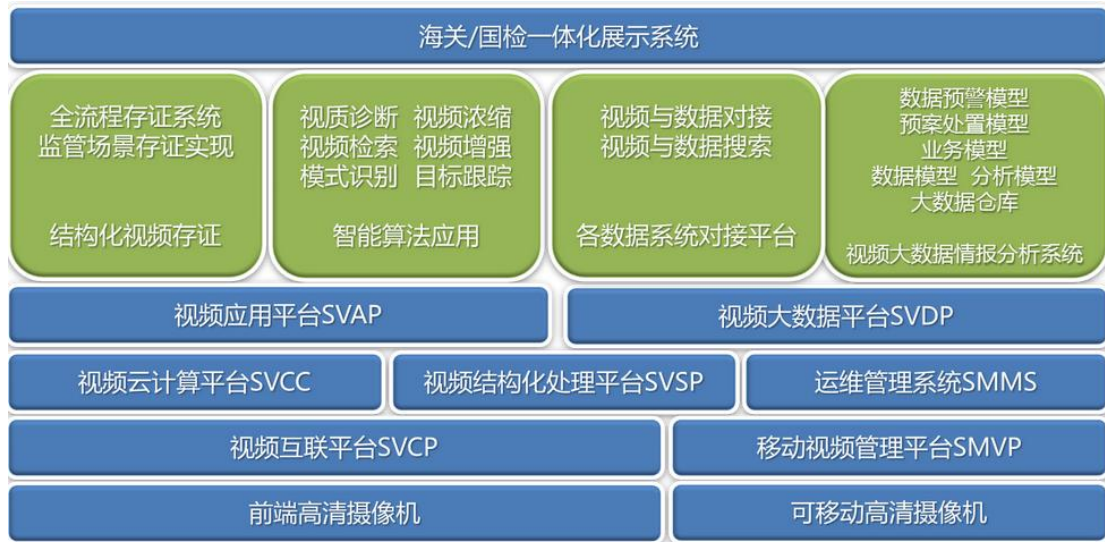 海关/国检一体化展示系统
全流程存证系统
监管场景存证实现
结构化视频存证
视质诊断 视频浓缩
视频检索 视频增强
模式识别 目标跟踪
智能算法应用
视频与数据对接
视频与数据搜索
各数据系统对接平台
数据预警模型
预案处置模型
业务模型
数据模型 分析模型
大数据仓库
视频大数据情报分析系统
视频应用平台SVAP
视频大数据平台SVDP
视频云计算平台SVCC
视频结构化处理平台SVSP
运维管理系统SMMS
视频互联平台SVCP
移动视频管理平台SMVP
前端高清摄像机
可移动高清摄像机